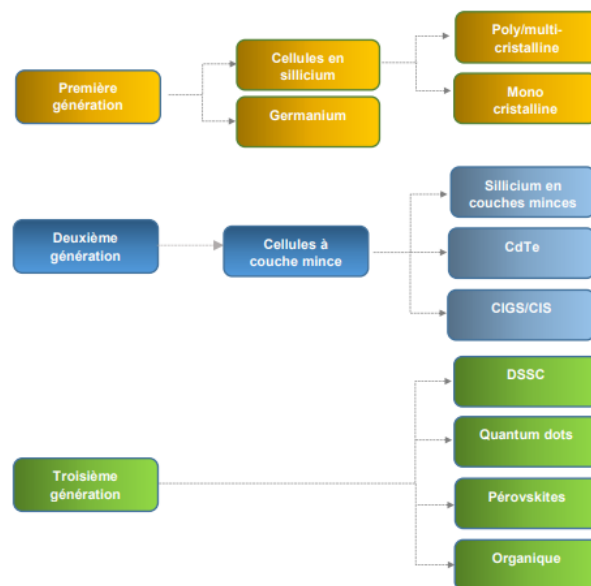 Première
génération
Cellules en
sillicium
Germanium
Poly/multi-
cristalline
Mono
cristalline
Deuxième
génération
Cellules à
couche mince
Sillicium en
couches minces
CdTe
CIGS/CIS
Troisième
génération
DSSC
Quantum dots
Pérovskites
Organique